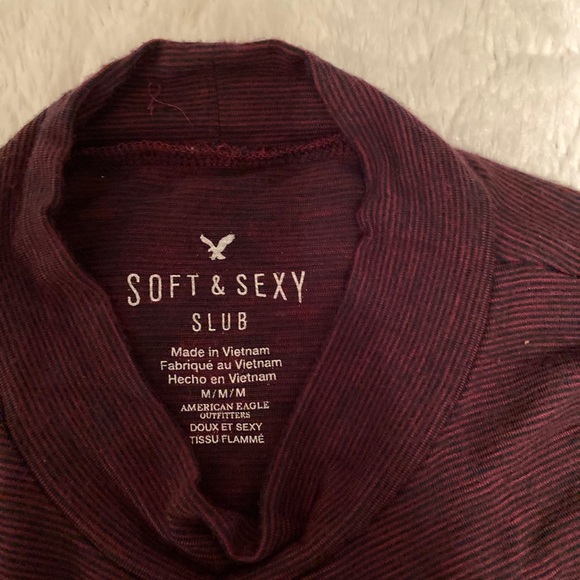 SOFT & SEXY
SLUB
Made in Vietnam
Fabriqué au Vietnam
Hecho en Vietnam
M/M/M
AMERICAN EAGLE
OUTFITTERS
DOUX ET SEXY
TISSU FLAMMÉ